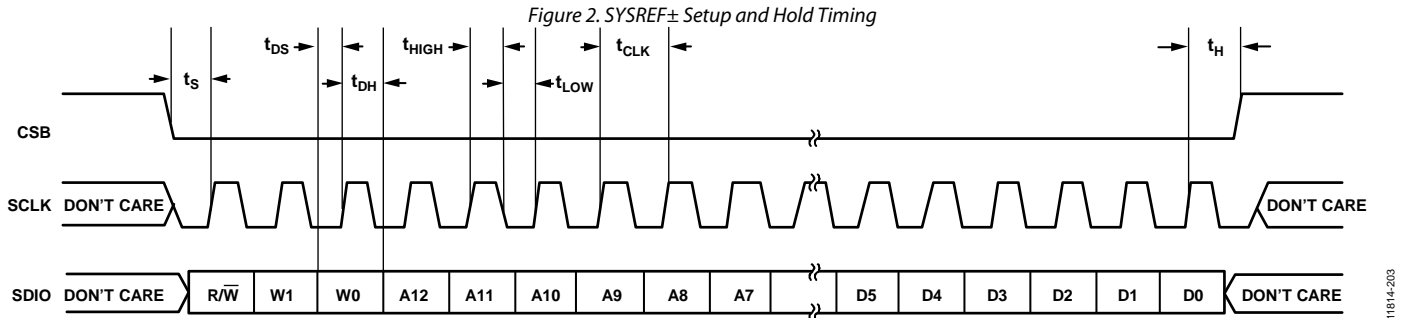 Figure 2. SYSREF± Setup and Hold Timing
tDS tHIGH tCLK tH
tS tDH tLOW
CSB
SCLK DON'T CARE DON'T CARE
SDIO DON'T CARE R/W̅ W1 W0 A12 A11 A10 A9 A8 A7 D5 D4 D3 D2 D1 D0 DON'T CARE
11814-203